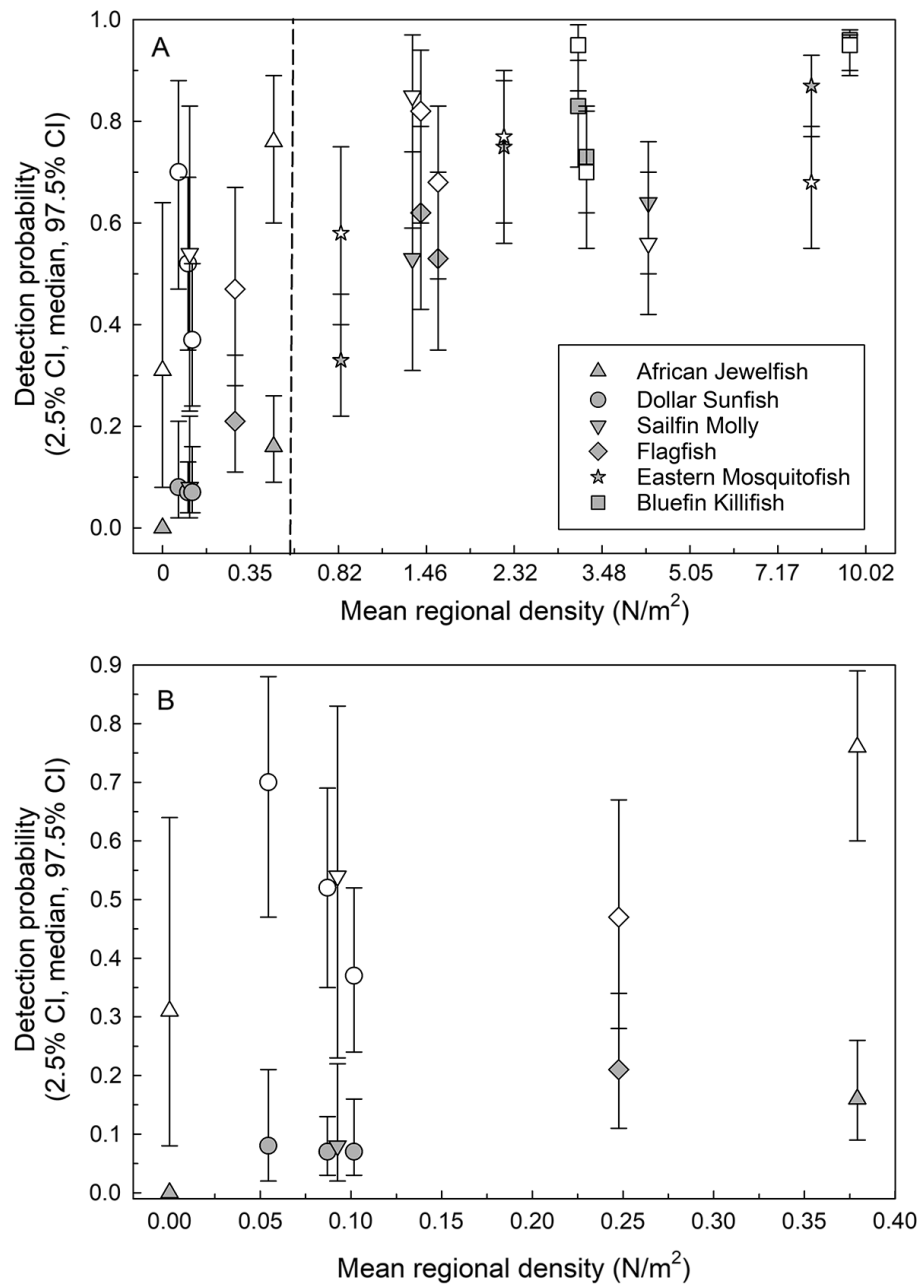 A
1.0
0.8
0.6
0.4
0.2
0.0
Detection probability
(2.5% CI, median, 97.5% CI)
African Jewelfish
Dollar Sunfish
Sailfin Molly
Flagfish
Eastern Mosquitofish
Bluefin Killifish
0 0.35 0.82 1.46 2.32 3.48 5.05 7.17 10.02
Mean regional density (N/m²)
B
0.9
0.8
0.7
0.6
0.5
0.4
0.3
0.2
0.1
0.0
Detection probability
(2.5% CI, median, 97.5% CI)
0.00 0.05 0.10 0.15 0.20 0.25 0.30 0.35 0.40
Mean regional density (N/m²)